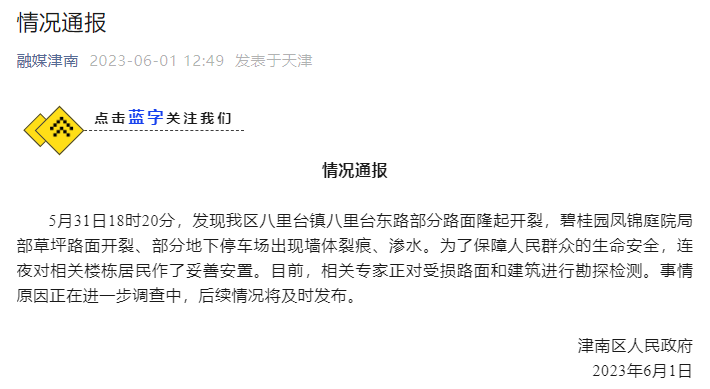 情况通报
融媒津南 2023-06-01 12:49 发表于天津
点击蓝字关注我们
情况通报
5月31日18时20分，发现我区八里台镇八里台东路部分路面隆起开裂，碧桂园凤锦庭院局
部草坪路面开裂、部分地下停车场出现墙体裂痕、渗水。为了保障人民群众的生命安全，连
夜对相关楼栋居民作了妥善安置。目前，相关专家正对受损路面和建筑进行勘探检测。事情
原因正在进一步调查中，后续情况将及时发布。
津南区人民政府
2023年6月1日